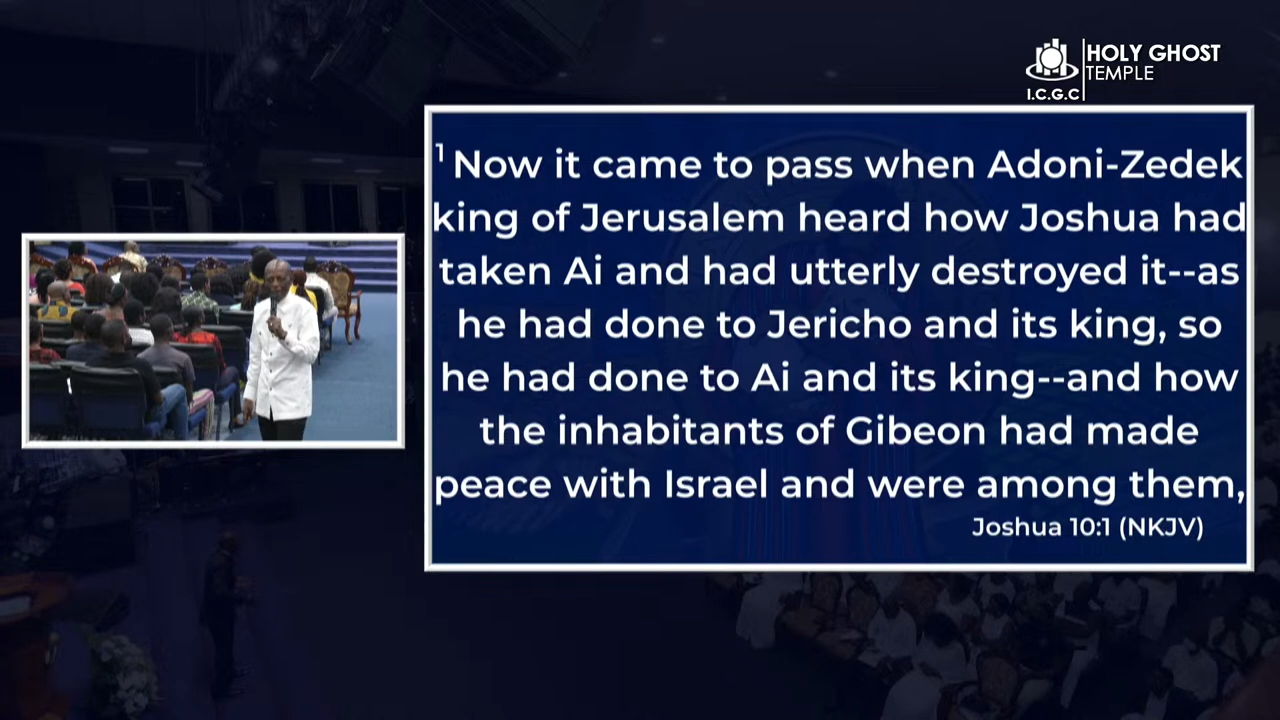 HOLY GHOST
TEMPLE
I.C.G.C
1 Now it came to pass when Adoni-Zedek
king of Jerusalem heard how Joshua had
taken Ai and had utterly destroyed it--as
he had done to Jericho and its king, so
he had done to Ai and its king--and how
the inhabitants of Gibeon had made
peace with Israel and were among them,
Joshua 10:1 (NKJV)